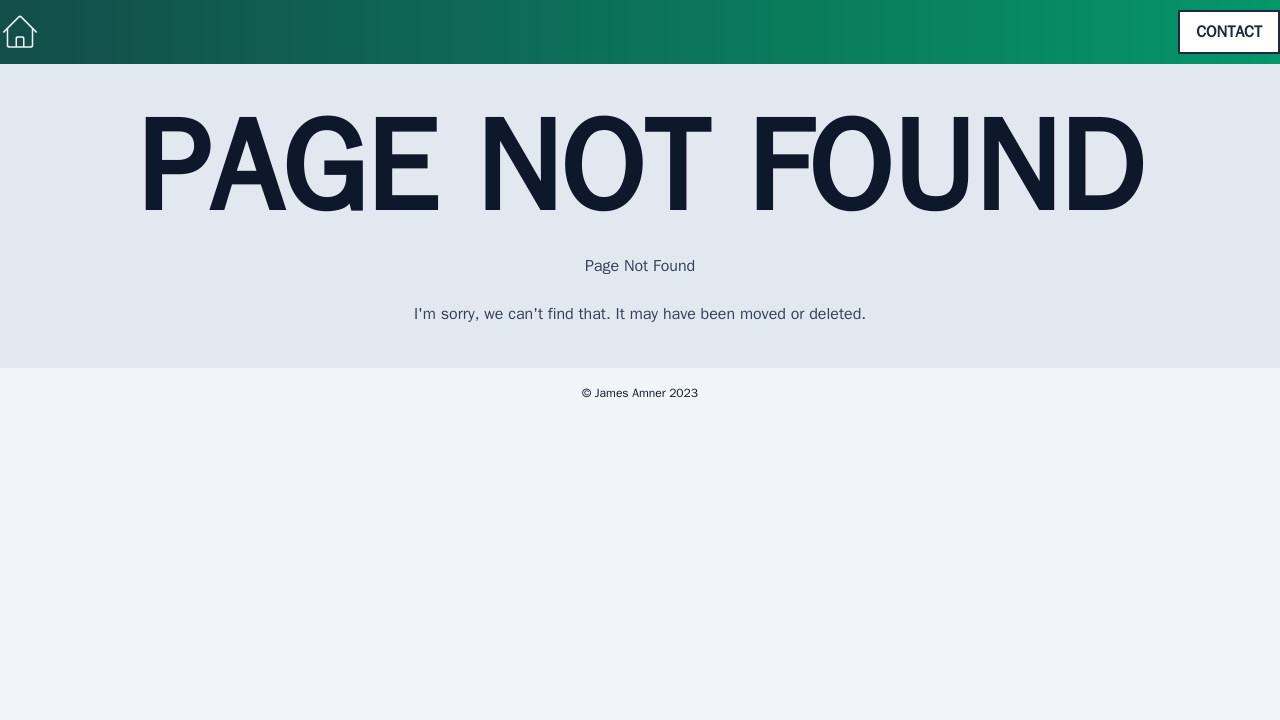 CONTACT
PAGE NOT FOUND
Page Not Found
I'm sorry, we can't find that. It may have been moved or deleted.
© James Amner 2023